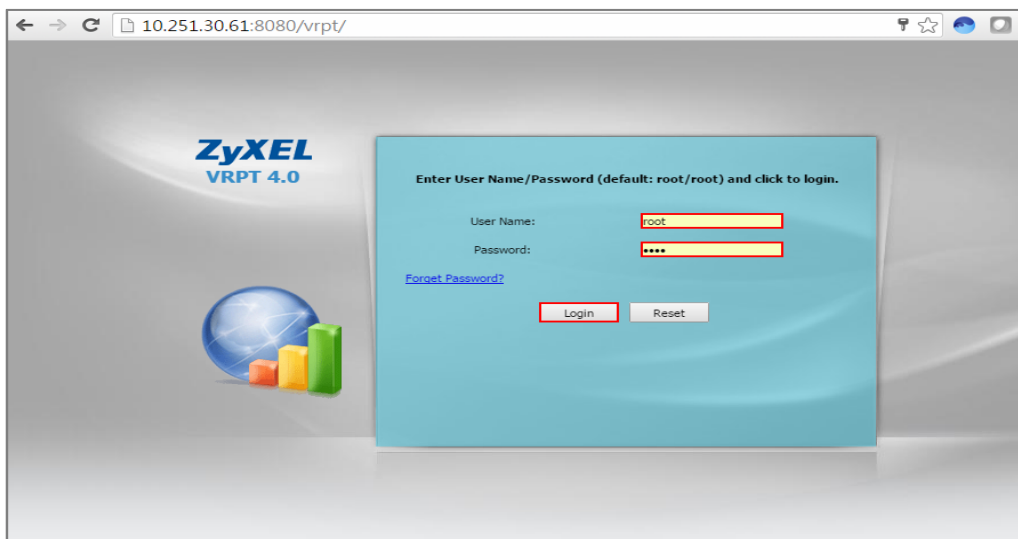 10.251.30.61:8080/vrpt/
ZyXEL
VRPT 4.0
Enter User Name/Password (default: root/root) and click to login.
User Name:
root
Password:
••••
Forget Password?
Login
Reset